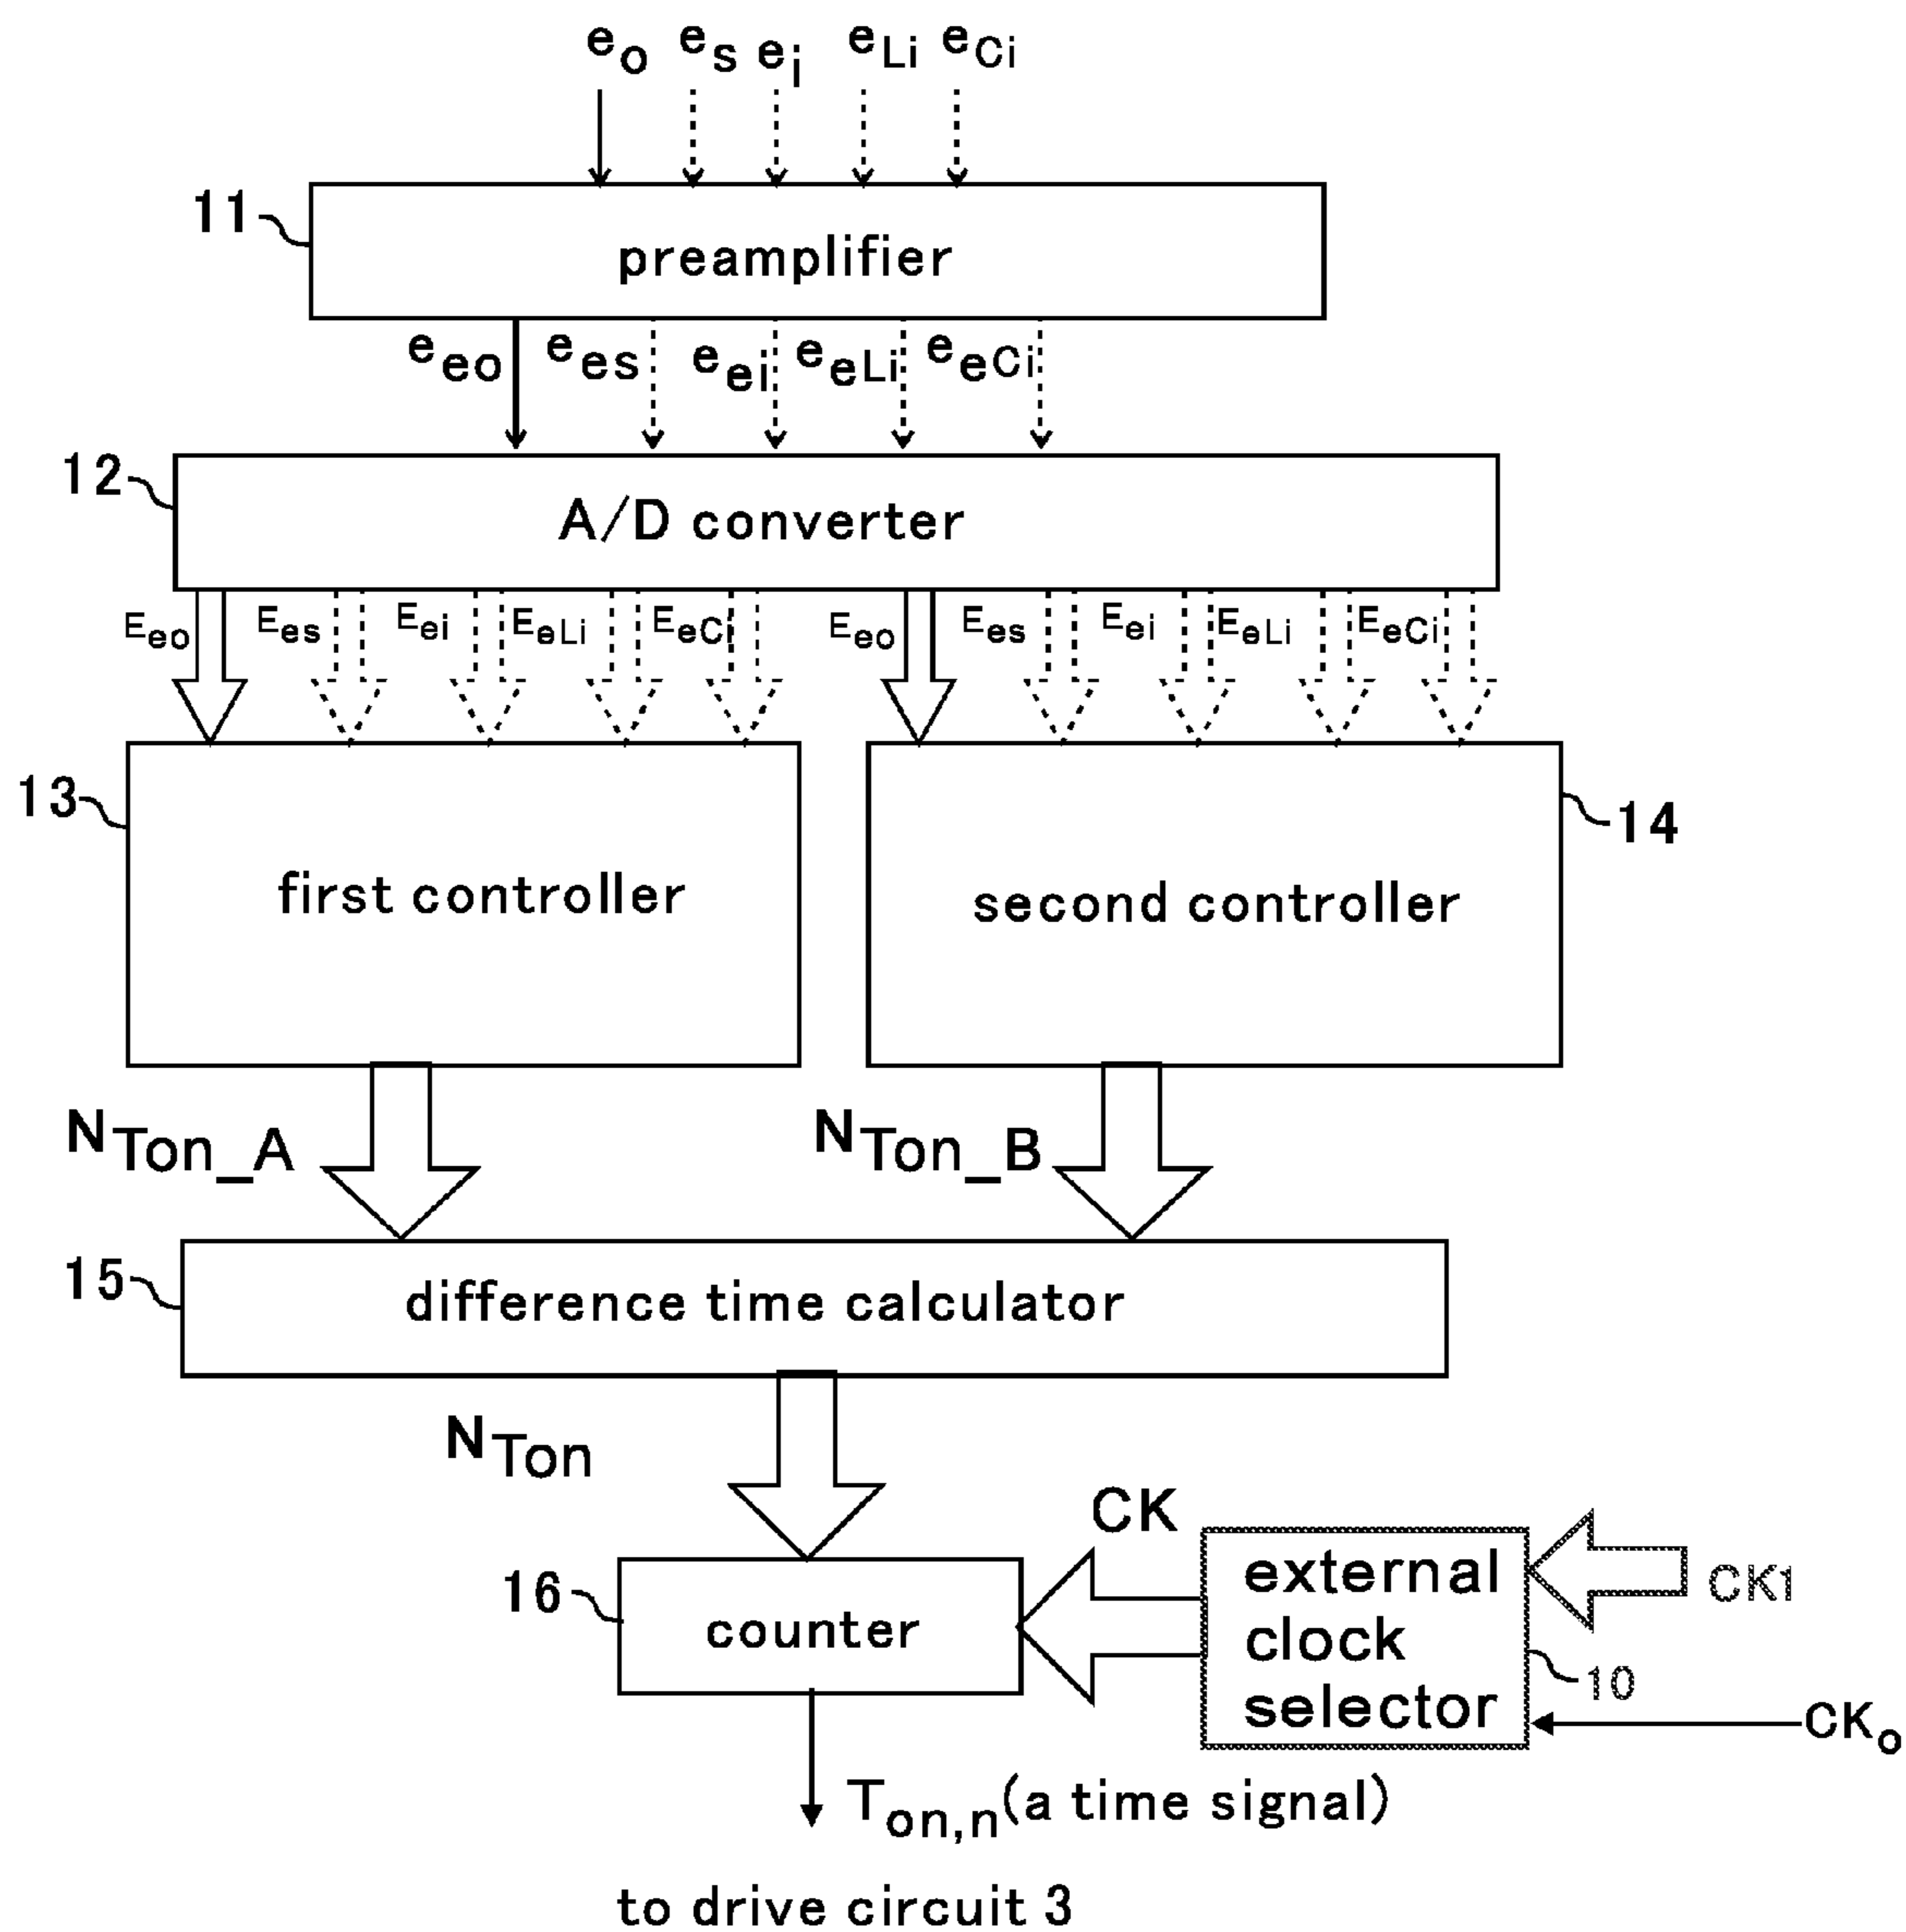 eo es ei eLi eCi
11
preamplifier
eeo ees eei eeLi eeCi
12
A/D converter
Eeo Ees Eei EeLi EeCi Eeo Ees Eei EeLi EeCi
13
first controller
14
second controller
NTon_A
NTon_B
15
difference time calculator
NTon
CK
16
counter
external
clock
selector
CK1
10
CKo
Ton,n(a time signal)
to drive circuit 3